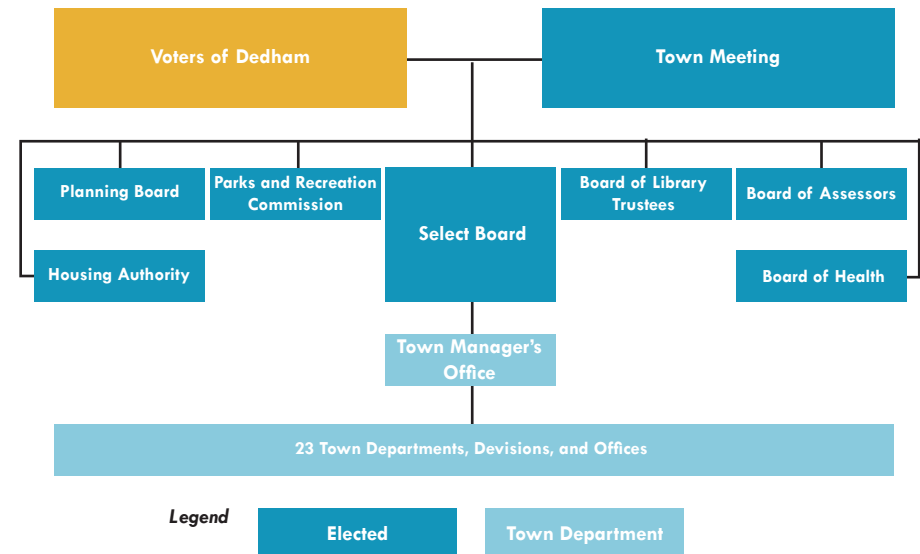 Voters of Dedham
Town Meeting
Planning Board
Parks and Recreation
Commission
Select Board
Board of Library
Trustees
Board of Assessors
Housing Authority
Board of Health
Town Manager's
Office
23 Town Departments, Devisions, and Offices
Legend
Elected
Town Department